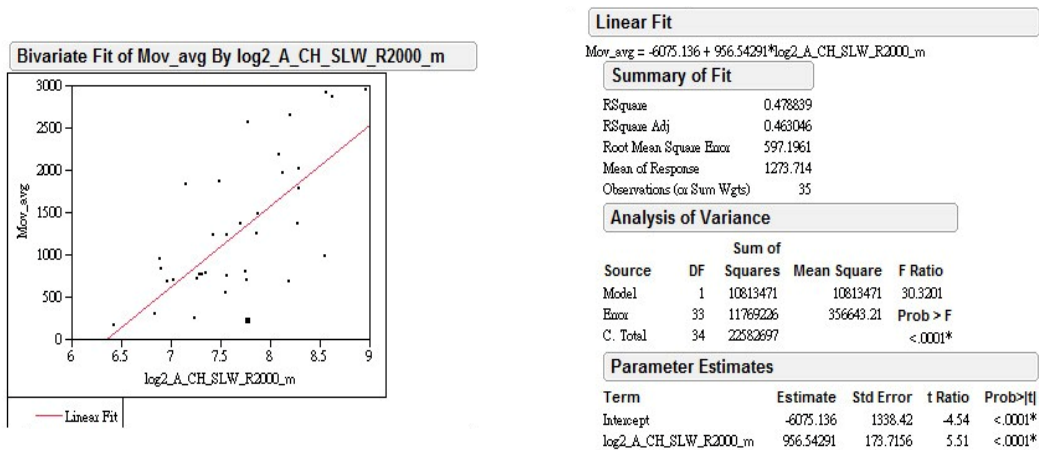 Bivariate Fit of Mov_avg By log2_A_CH_SLW_R2000_m
3000
2500
2000
1500
1000
500
0
Mov_avg
6 6.5 7 7.5 8 8.5 9
log2_A_CH_SLW_R2000_m
Linear Fit
Linear Fit
Mov_avg = -6075.136 + 956.54291*log2_A_CH_SLW_R2000_m
Summary of Fit
RSquare 0.478839
RSquare Adj 0.463046
Root Mean Square Error 597.1961
Mean of Response 1273.714
Observations (or Sum Wgts) 35
Analysis of Variance
Sum of
Source DF Squares Mean Square F Ratio
Model 1 10813471 10813471 30.3201
Error 33 11769226 356643.21 Prob > F
C. Total 34 22582697 <.0001*
Parameter Estimates
Term Estimate Std Error t Ratio Prob>|t|
Intercept -6075.136 1338.42 -4.54 <.0001*
log2_A_CH_SLW_R2000_m 956.54291 173.7156 5.51 <.0001*